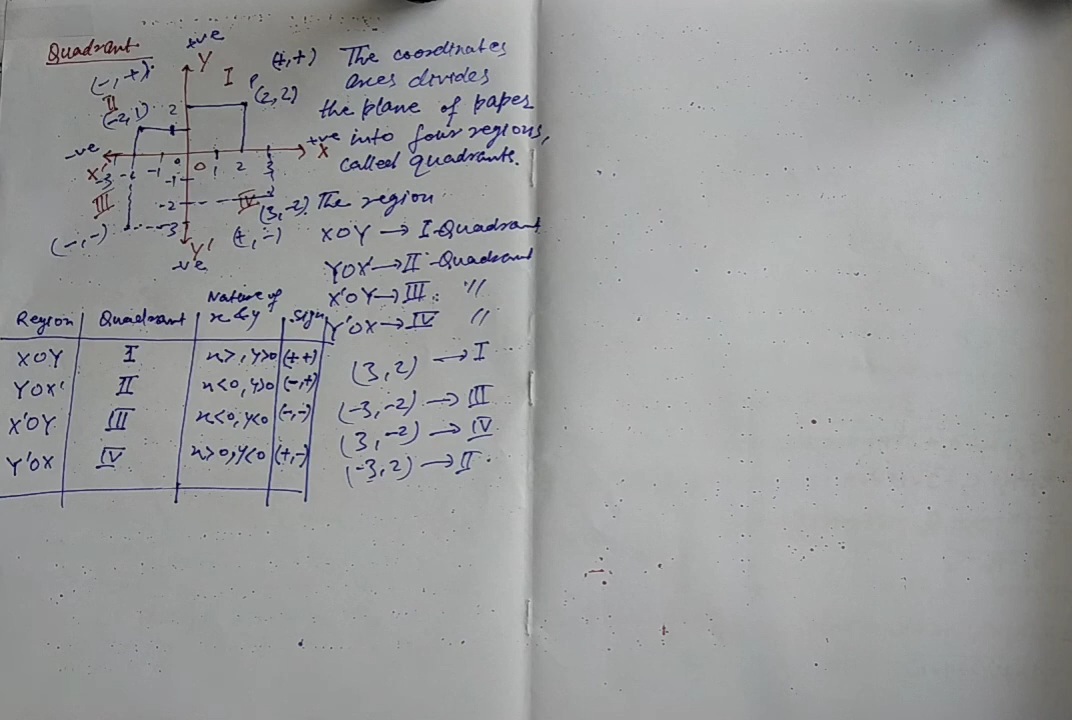 Quadrant
+ve
Y
I
(+,+)
(-,+)
II
P(2,2)
(-2,1)
2
-ve
X'
-3
-2
-1
0
0
1
2
3
+ve
X
-1
-2
-3
III
IV
(3,-2)
(-,-)
(+,-)
Y'
-ve
The coordinates
axes divides
the plane of paper
into four regions,
called quadrants.
The region
XOY → I-Quadrant
YOX' → II-Quadrant
X'OY → III "
Y'OX → IV "
(3,2) → I
(-3,-2) → III
(3,-2) → IV
(-3,2) → II.
Region Quadrant Nature of x & y Sign
XOY I x>, y>0 (+ +)
YOX' II x<0, y>0 (-,+)
X'OY III x<0, y<0 (-,-)
Y'OX IV x>0, y<0 (+,-)